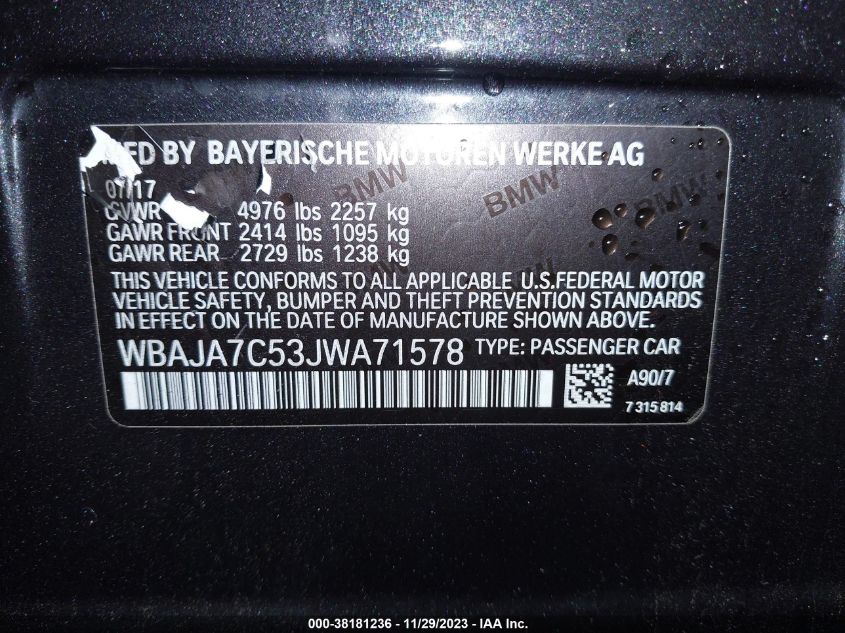 MFD BY BAYERISCHE MOTOREN WERKE AG
07/17
GVWR 4976 lbs 2257 kg
GAWR FRONT 2414 lbs 1095 kg
GAWR REAR 2729 lbs 1238 kg
BMW BMW BMW
THIS VEHICLE CONFORMS TO ALL APPLICABLE U.S.FEDERAL MOTOR
VEHICLE SAFETY, BUMPER AND THEFT PREVENTION STANDARDS
IN EFFECT ON THE DATE OF MANUFACTURE SHOWN ABOVE.
WBAJA7C53JWA71578 TYPE: PASSENGER CAR
A90/7
7 315 814
000-38181236 - 11/29/2023 - IAA Inc.